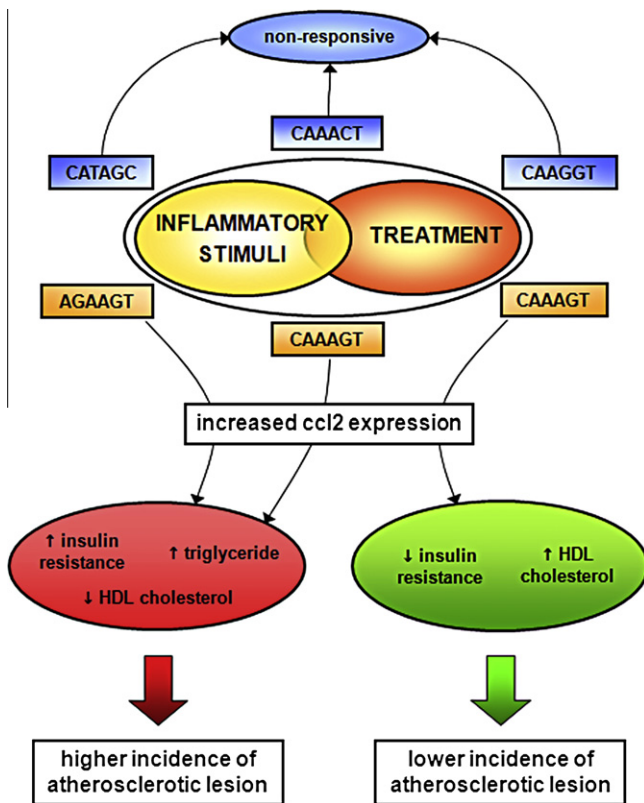 non-responsive
CAAACT
CATAGC
CAAGGT
INFLAMMATORY
STIMULI
TREATMENT
AGAAGT
CAAAGT
CAAAGT
increased ccl2 expression
↑ insulin
resistance
↑ triglyceride
↓ HDL cholesterol
↓ insulin
resistance
↑ HDL
cholesterol
higher incidence of
atherosclerotic lesion
lower incidence of
atherosclerotic lesion